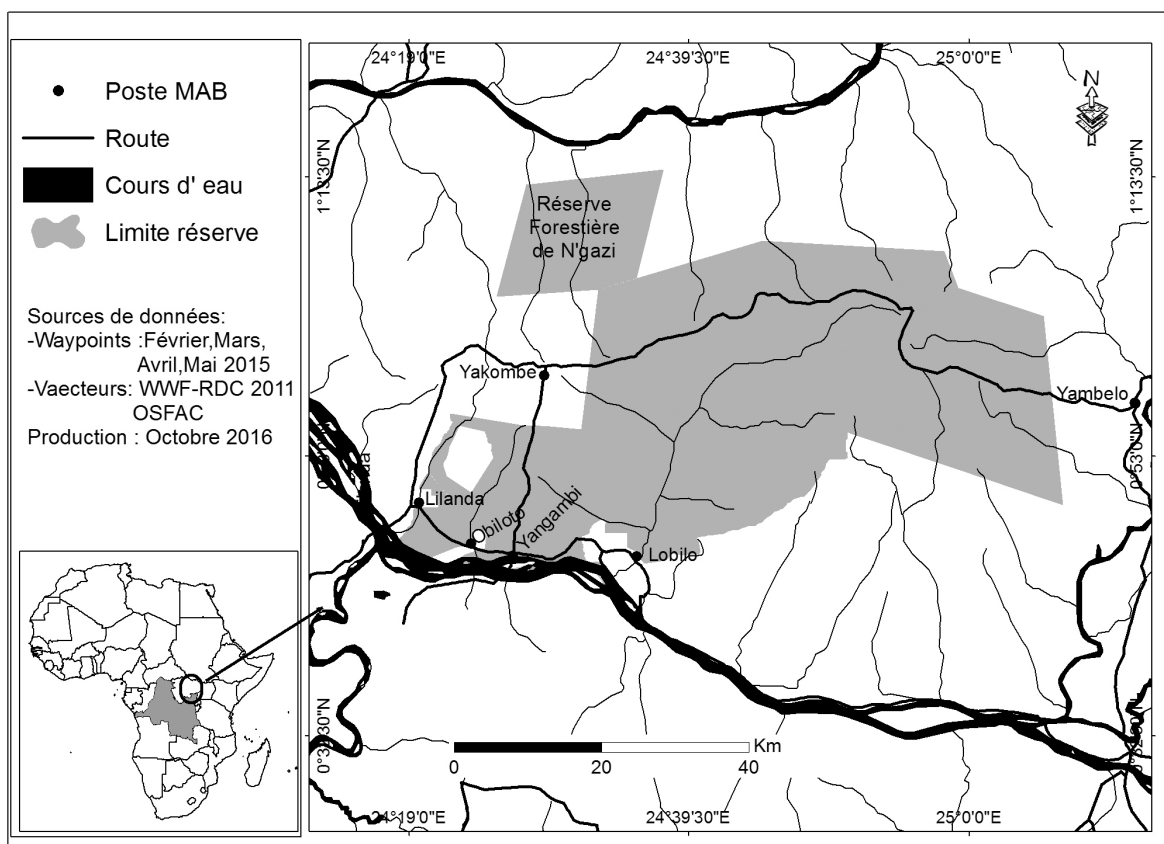 Poste MAB
Route
Cours d' eau
Limite réserve
Sources de données:
-Waypoints :Février,Mars,
Avril,Mai 2015
-Vaecteurs: WWF-RDC 2011
OSFAC
Production : Octobre 2016
24°19'0"E
24°39'30"E
25°0'0"E
N
1°13'30"N
1°13'30"N
Réserve
Forestière
de N'gazi
Yakombe
Yambelo
0°53'0"N
Lilanda
Obiloto
Yangambi
Lobilo
Km
0
20
40
24°19'0"E
24°39'30"E
25°0'0"E